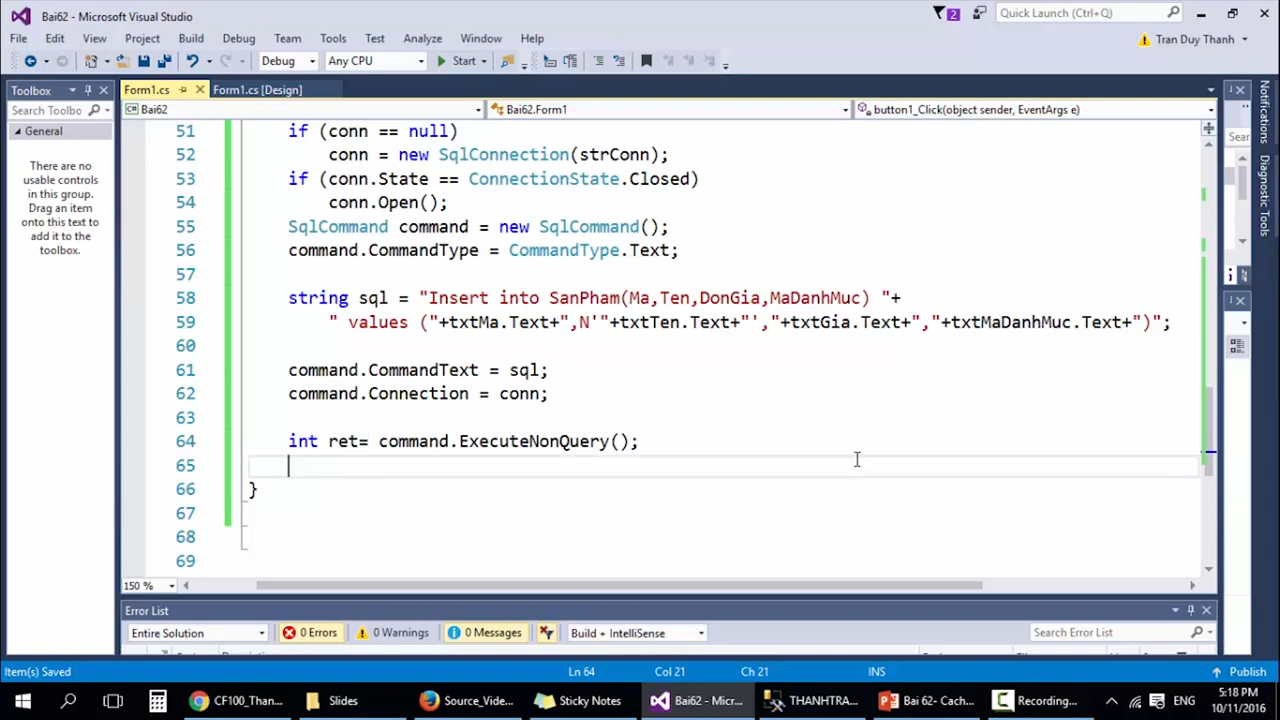 Bai62 - Microsoft Visual Studio
2
Quick Launch (Ctrl+Q)
File Edit View Project Build Debug Team Tools Test Analyze Window Help
Tran Duy Thanh
Debug Any CPU Start
Toolbox
Form1.cs
Form1.cs [Design]
Search Toolbo
Bai62
Bai62.Form1
button1_Click(object sender, EventArgs e)
General
There are no
usable controls
in this group.
Drag an item
onto this text to
add it to the
toolbox.
51 if (conn == null)
52 conn = new SqlConnection(strConn);
53 if (conn.State == ConnectionState.Closed)
54 conn.Open();
55 SqlCommand command = new SqlCommand();
56 command.CommandType = CommandType.Text;
57
58 string sql = "Insert into SanPham(Ma,Ten,DonGia,MaDanhMuc) "+
59 " values ("+txtMa.Text+",N'"+txtTen.Text+"',"+txtGia.Text+","+txtMaDanhMuc.Text+")";
60
61 command.CommandText = sql;
62 command.Connection = conn;
63
64 int ret= command.ExecuteNonQuery();
65
66 }
67
68
69
Sear
Notifications
Diagnostic Tools
150 %
Error List
Entire Solution 0 Errors 0 Warnings 0 Messages Build + IntelliSense Search Error List
Item(s) Saved Ln 64 Col 21 Ch 21 INS Publish
CF100_Than... Slides Source_Vide... Sticky Notes Bai62 - Micr... THANHTRA... Bai 62- Cach... Recording... ENG
5:18 PM
10/11/2016